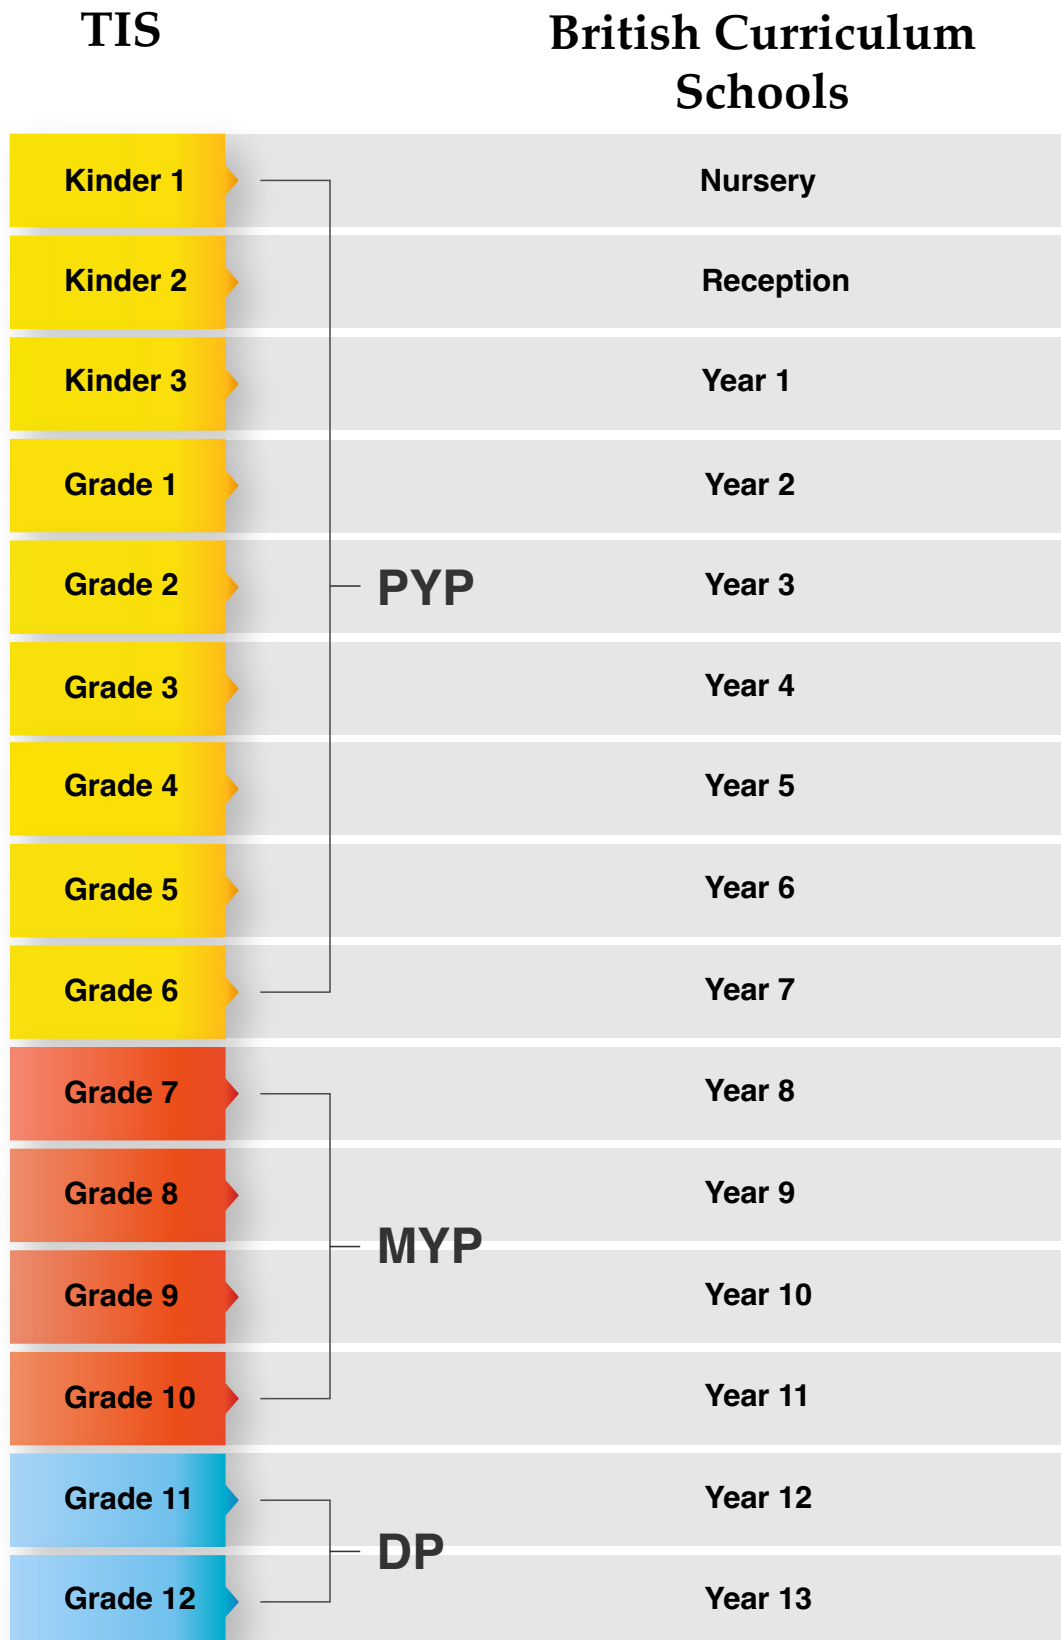 TIS
British Curriculum
Schools
Kinder 1
Nursery
Kinder 2
Reception
Kinder 3
Year 1
Grade 1
Year 2
Grade 2
PYP
Year 3
Grade 3
Year 4
Grade 4
Year 5
Grade 5
Year 6
Grade 6
Year 7
Grade 7
Year 8
Grade 8
Year 9
MYP
Grade 9
Year 10
Grade 10
Year 11
Grade 11
Year 12
DP
Grade 12
Year 13